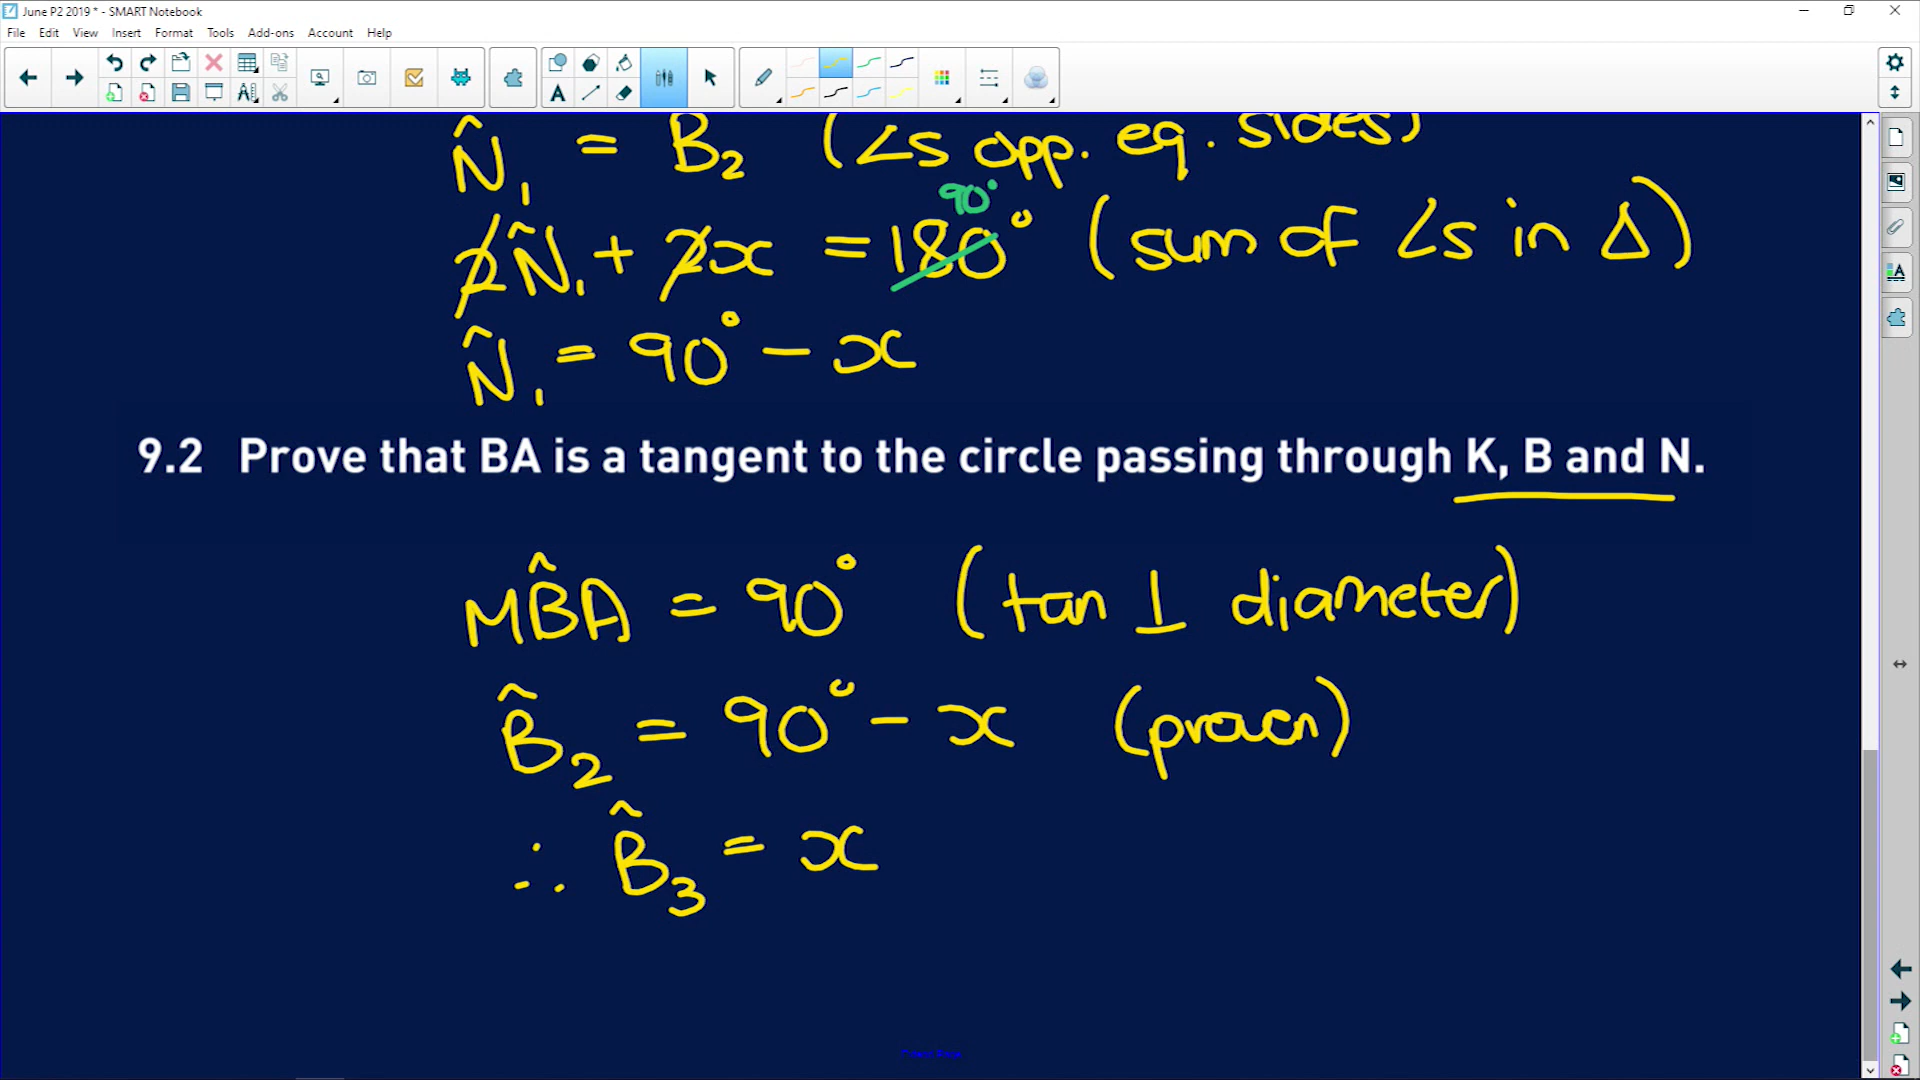 June P2 2019 * - SMART Notebook
File Edit View Insert Format Tools Add-ons Account Help
N̂₁ = B₂ (∠s opp. eq. sides)
90°
2N̂₁ + 2x = 180° (sum of ∠s in Δ)
N̂₁ = 90° − x
9.2 Prove that BA is a tangent to the circle passing through K, B and N.
MB̂A = 90° (tan ⊥ diameter)
B̂₂ = 90° − x (proven)
∴ B̂₃ = x